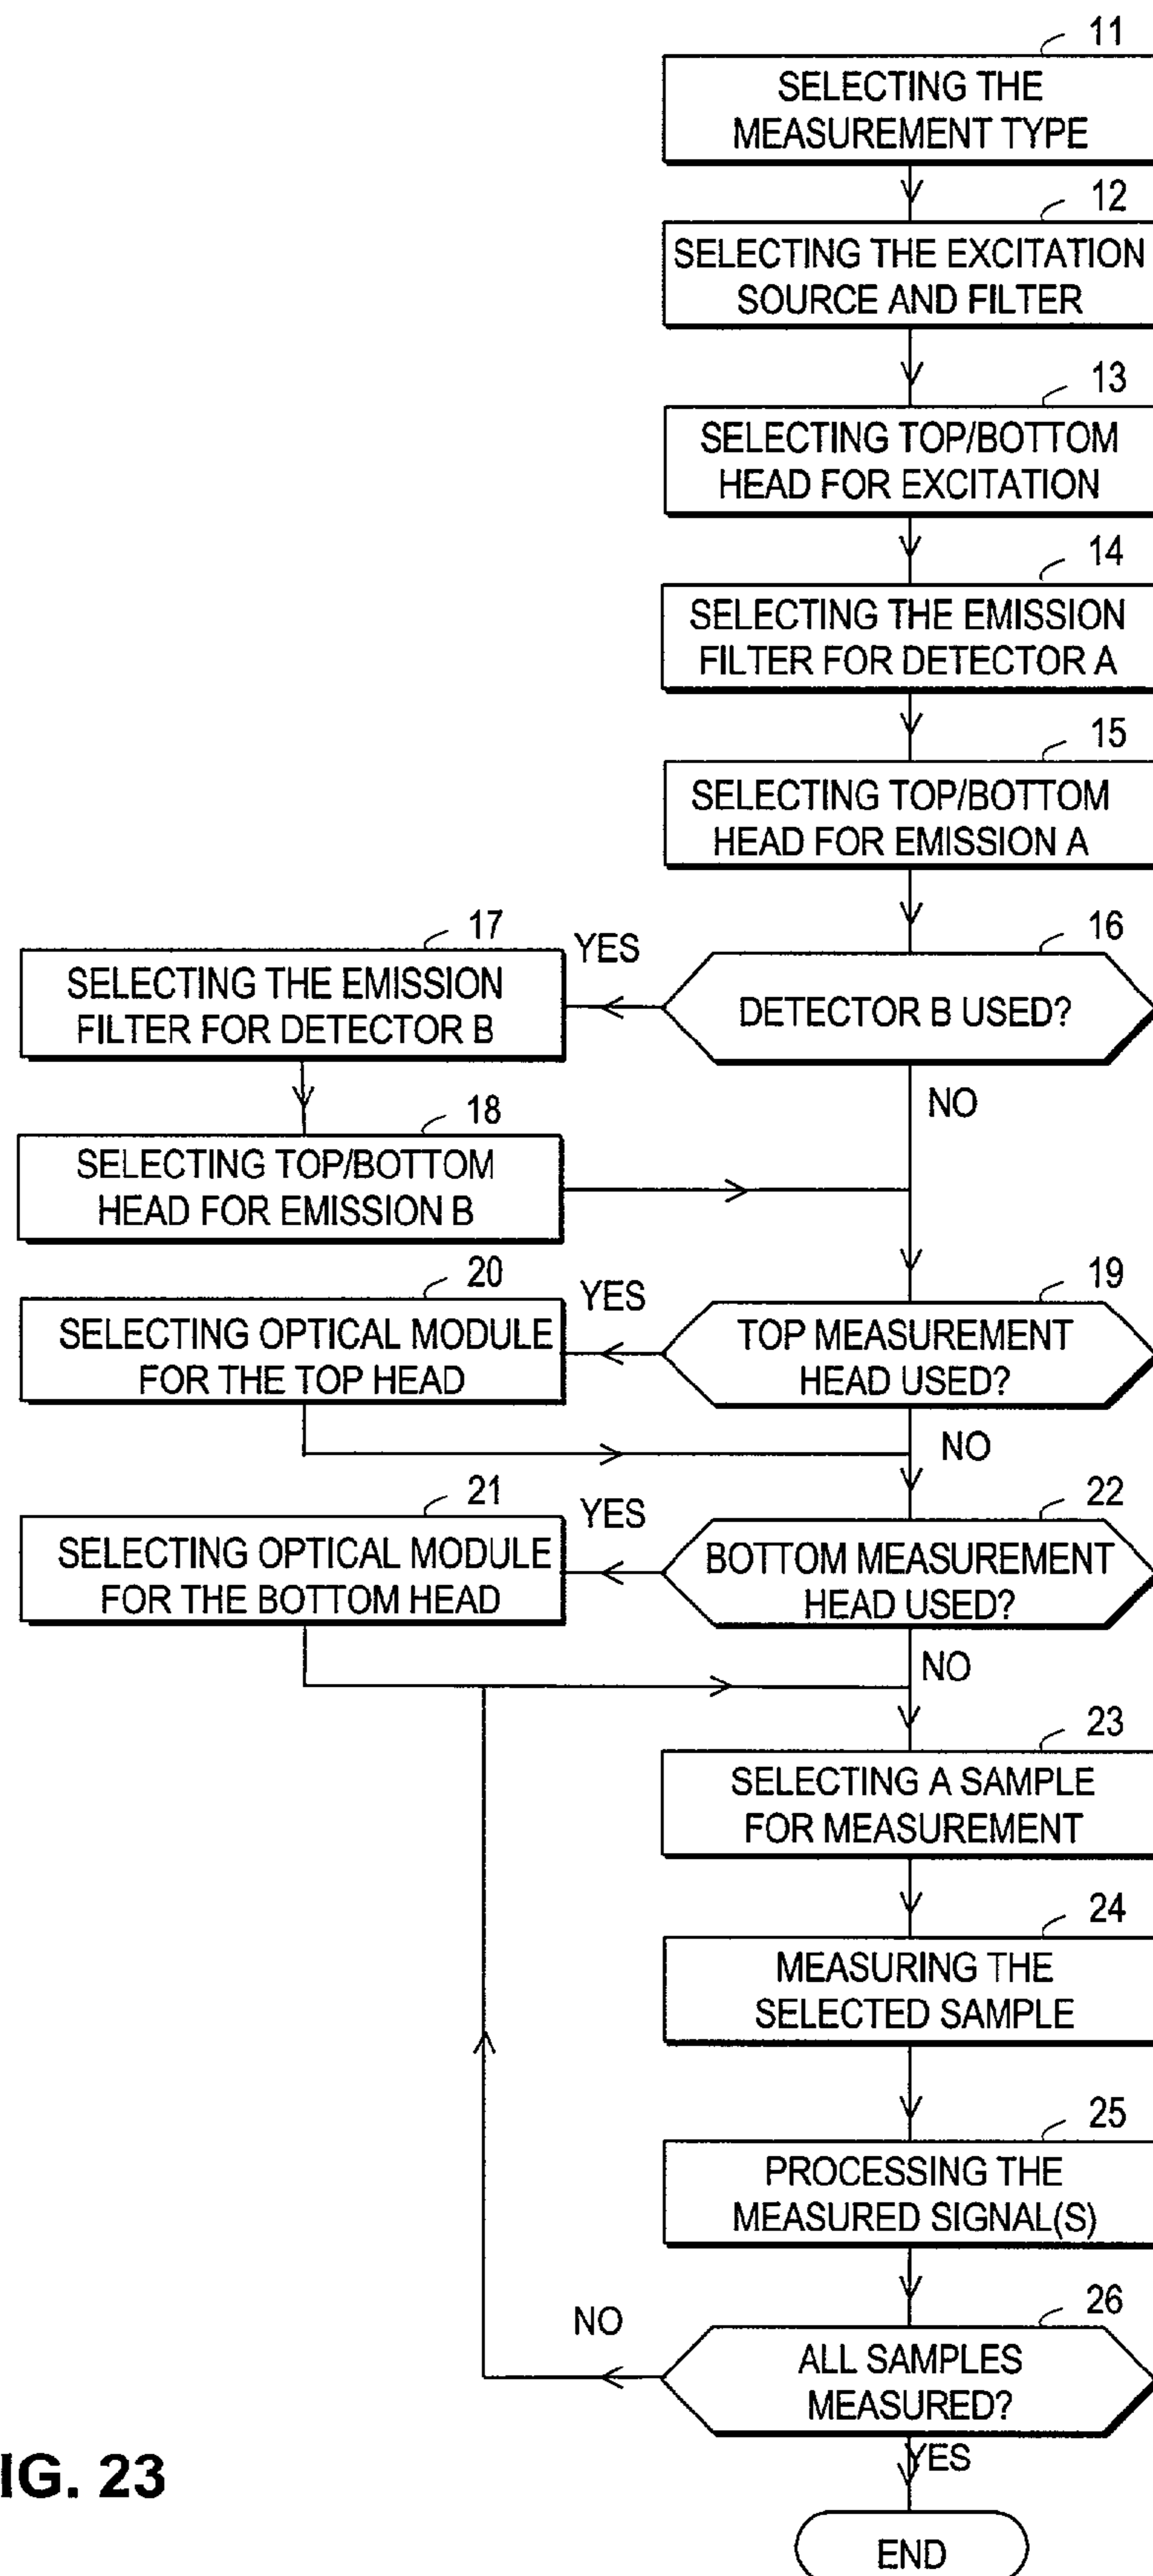 11
SELECTING THE
MEASUREMENT TYPE
12
SELECTING THE EXCITATION
SOURCE AND FILTER
13
SELECTING TOP/BOTTOM
HEAD FOR EXCITATION
14
SELECTING THE EMISSION
FILTER FOR DETECTOR A
15
SELECTING TOP/BOTTOM
HEAD FOR EMISSION A
16
DETECTOR B USED?
YES
NO
17
SELECTING THE EMISSION
FILTER FOR DETECTOR B
18
SELECTING TOP/BOTTOM
HEAD FOR EMISSION B
19
TOP MEASUREMENT
HEAD USED?
YES
NO
20
SELECTING OPTICAL MODULE
FOR THE TOP HEAD
22
BOTTOM MEASUREMENT
HEAD USED?
YES
NO
21
SELECTING OPTICAL MODULE
FOR THE BOTTOM HEAD
23
SELECTING A SAMPLE
FOR MEASUREMENT
24
MEASURING THE
SELECTED SAMPLE
25
PROCESSING THE
MEASURED SIGNAL(S)
26
ALL SAMPLES
MEASURED?
NO
YES
END
IG. 23